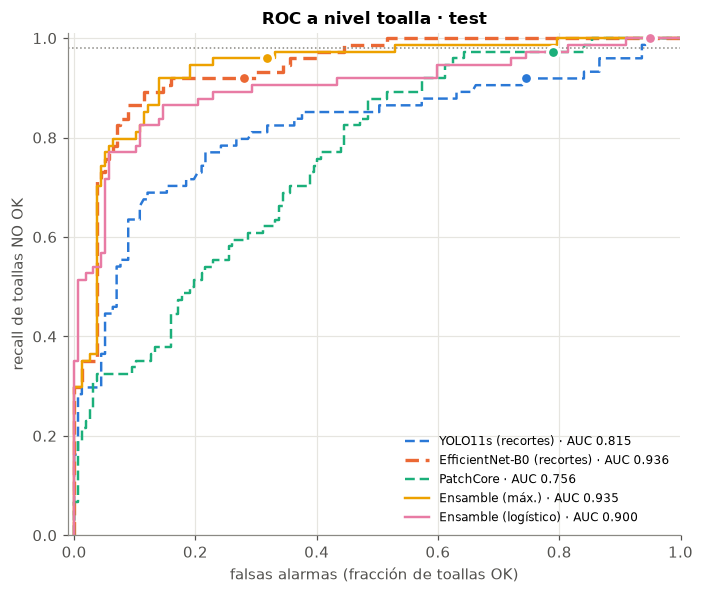 ROC a nivel toalla · test
1.0
0.8
0.6
0.4
0.2
0.0
recall de toallas NO OK
YOLO11s (recortes) · AUC 0.815
EfficientNet-B0 (recortes) · AUC 0.936
PatchCore · AUC 0.756
Ensamble (máx.) · AUC 0.935
Ensamble (logístico) · AUC 0.900
0.0 0.2 0.4 0.6 0.8 1.0
falsas alarmas (fracción de toallas OK)